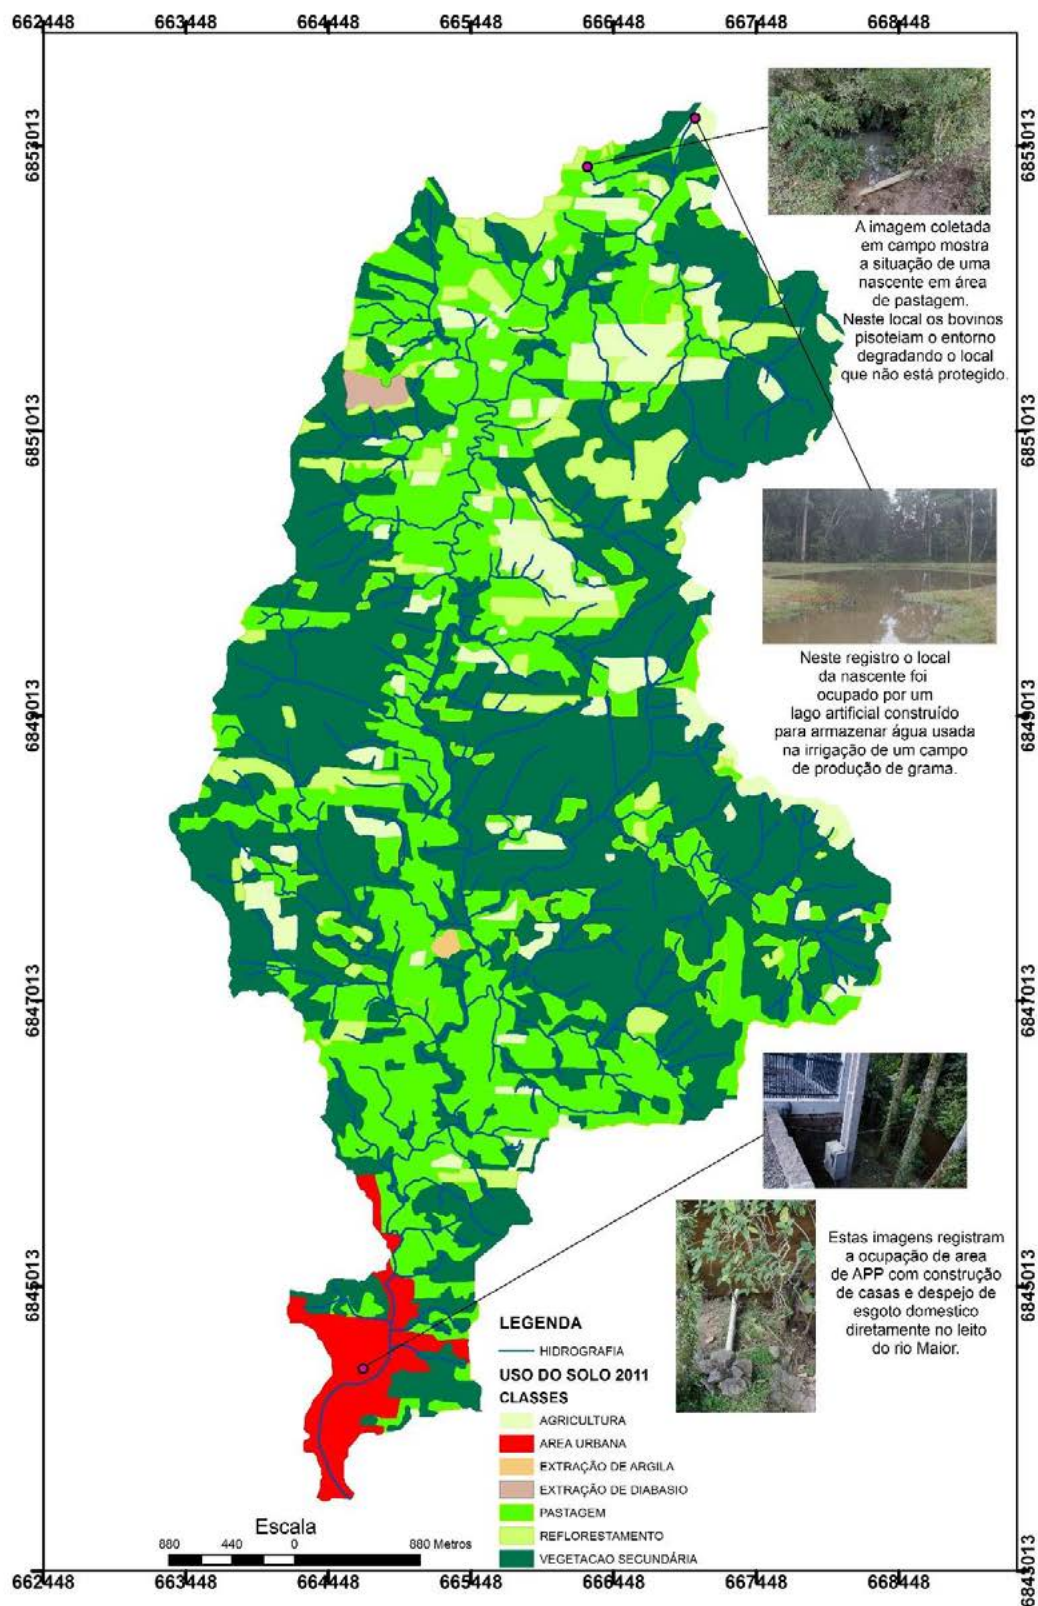 662448 663448 664448 665448 666448 667448 668448
6853013
6851013
6849013
6847013
6845013
6843013
6853013
6851013
6849013
6847013
6845013
6843013
A imagem coletada
em campo mostra
a situação de uma
nascente em área
de pastagem.
Neste local os bovinos
pisoteiam o entorno
degradando o local
que não está protegido.
Neste registro o local
da nascente foi
ocupado por um
lago artificial construído
para armazenar água usada
na irrigação de um campo
de produção de grama.
Estas imagens registram
a ocupação de area
de APP com construção
de casas e despejo de
esgoto domestico
diretamente no leito
do rio Maior.
LEGENDA
HIDROGRAFIA
USO DO SOLO 2011
CLASSES
AGRICULTURA
AREA URBANA
EXTRAÇÃO DE ARGILA
EXTRAÇÃO DE DIABASIO
PASTAGEM
REFLORESTAMENTO
VEGETACAO SECUNDÁRIA
Escala
880 440 0 880 Metros
662448 663448 664448 665448 666448 667448 668448